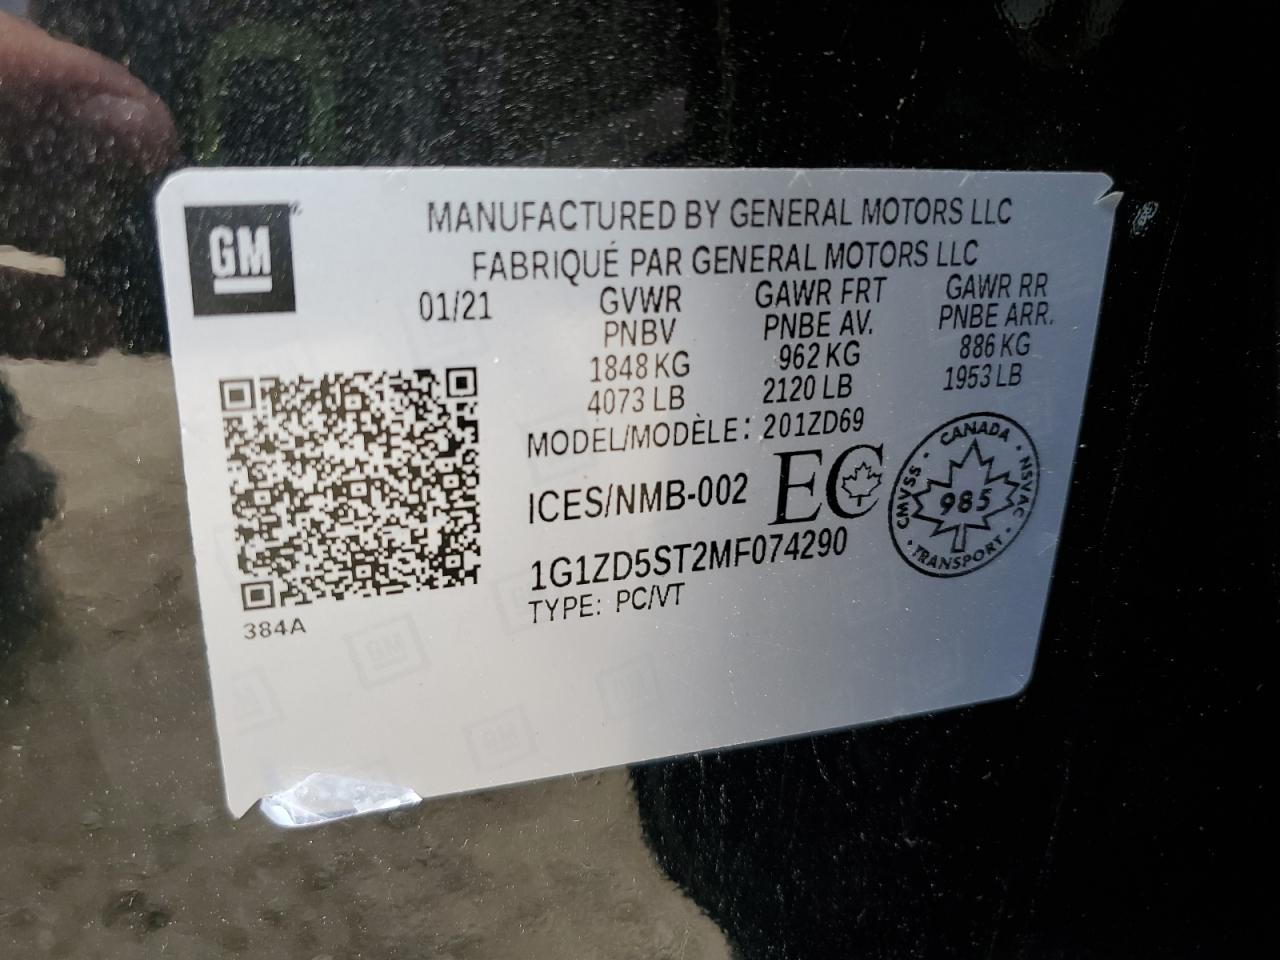 GM
MANUFACTURED BY GENERAL MOTORS LLC
FABRIQUÉ PAR GENERAL MOTORS LLC
01/21 GVWR GAWR FRT GAWR RR
PNBV PNBE AV. PNBE ARR.
1848 KG 962 KG 886 KG
4073 LB 2120 LB 1953 LB
MODEL/MODÈLE: 201ZD69
ICES/NMB-002 EC
CANADA
CMVSS 985 NSVAC
TRANSPORT
1G1ZD5ST2MF074290
TYPE: PC/VT
384A
GM
GM